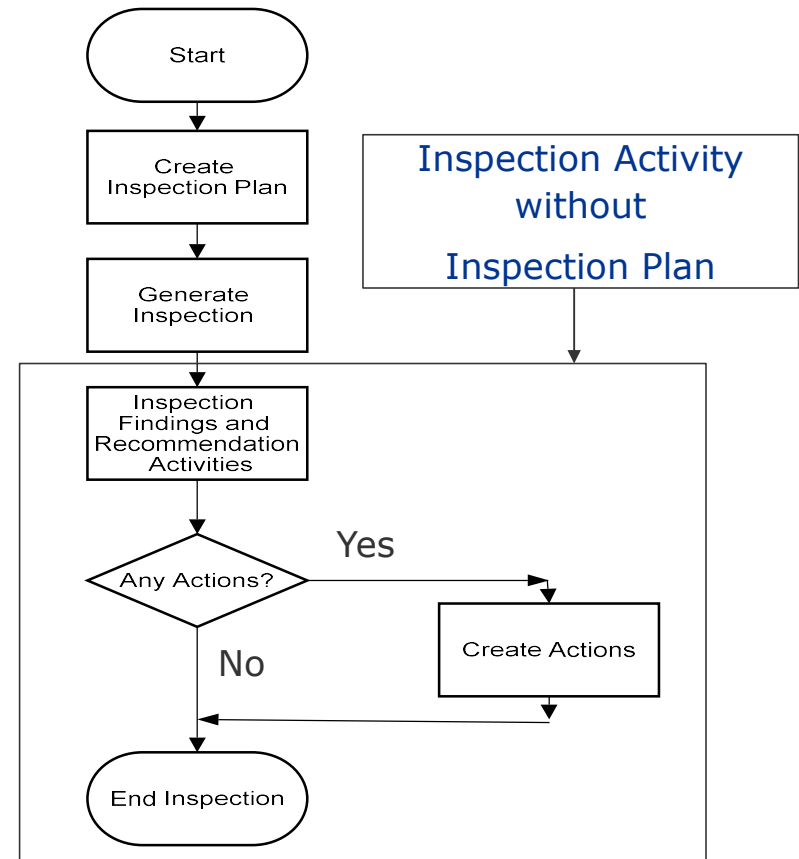 Start
Create
Inspection Plan
Inspection Activity
without
Inspection Plan
Generate
Inspection
Inspection
Findings and
Recommendation
Activities
Yes
Any Actions?
Create Actions
No
End Inspection